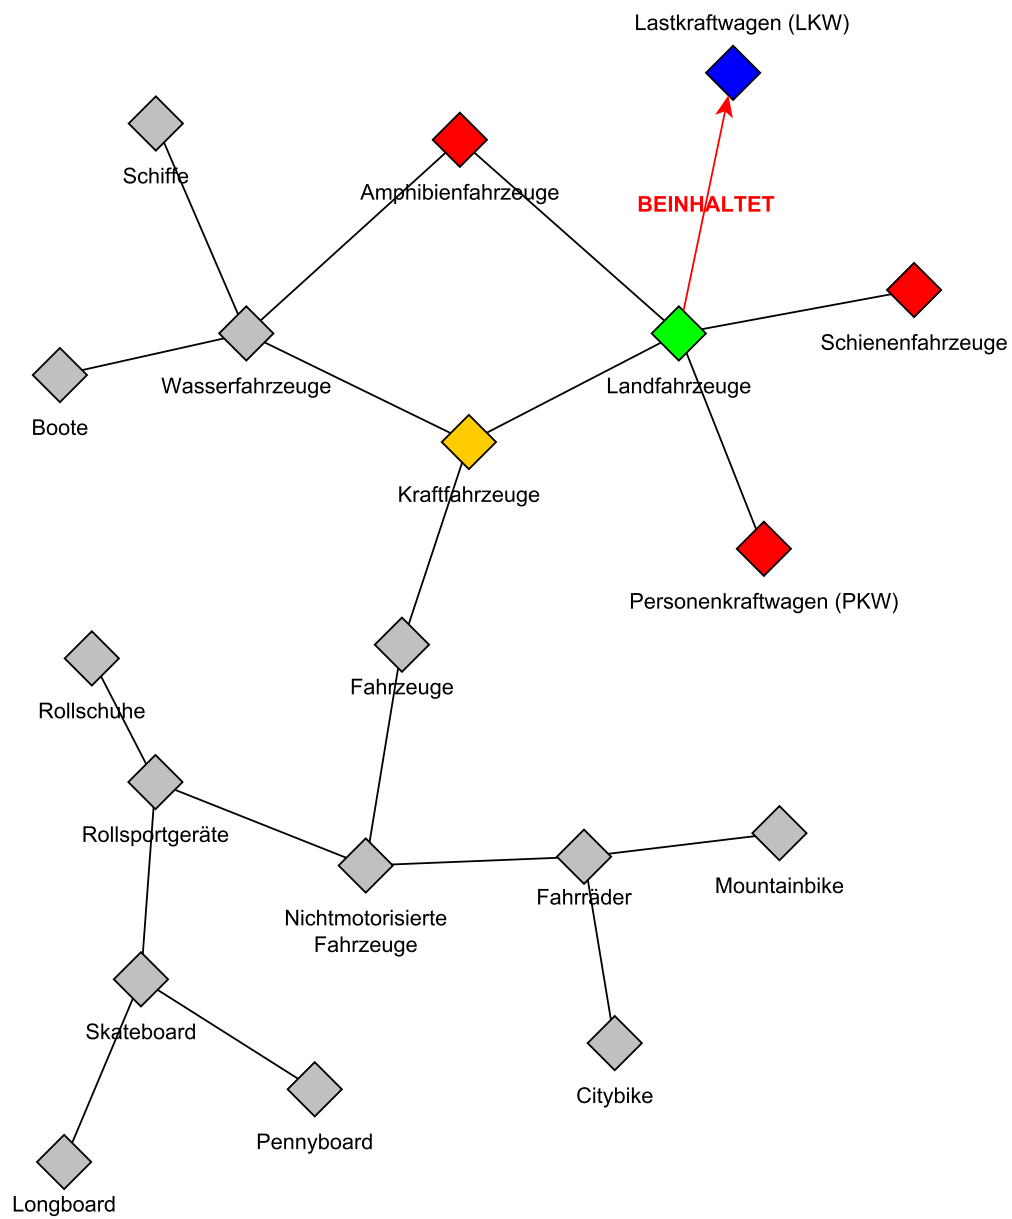 Lastkraftwagen (LKW)
Schiffe
Amphibienfahrzeuge
BEINHALTET
Schienenfahrzeuge
Wasserfahrzeuge
Landfahrzeuge
Boote
Kraftfahrzeuge
Personenkraftwagen (PKW)
Fahrzeuge
Rollschuhe
Rollsportgeräte
Mountainbike
Fahrräder
Nichtmotorisierte
Fahrzeuge
Skateboard
Citybike
Pennyboard
Longboard